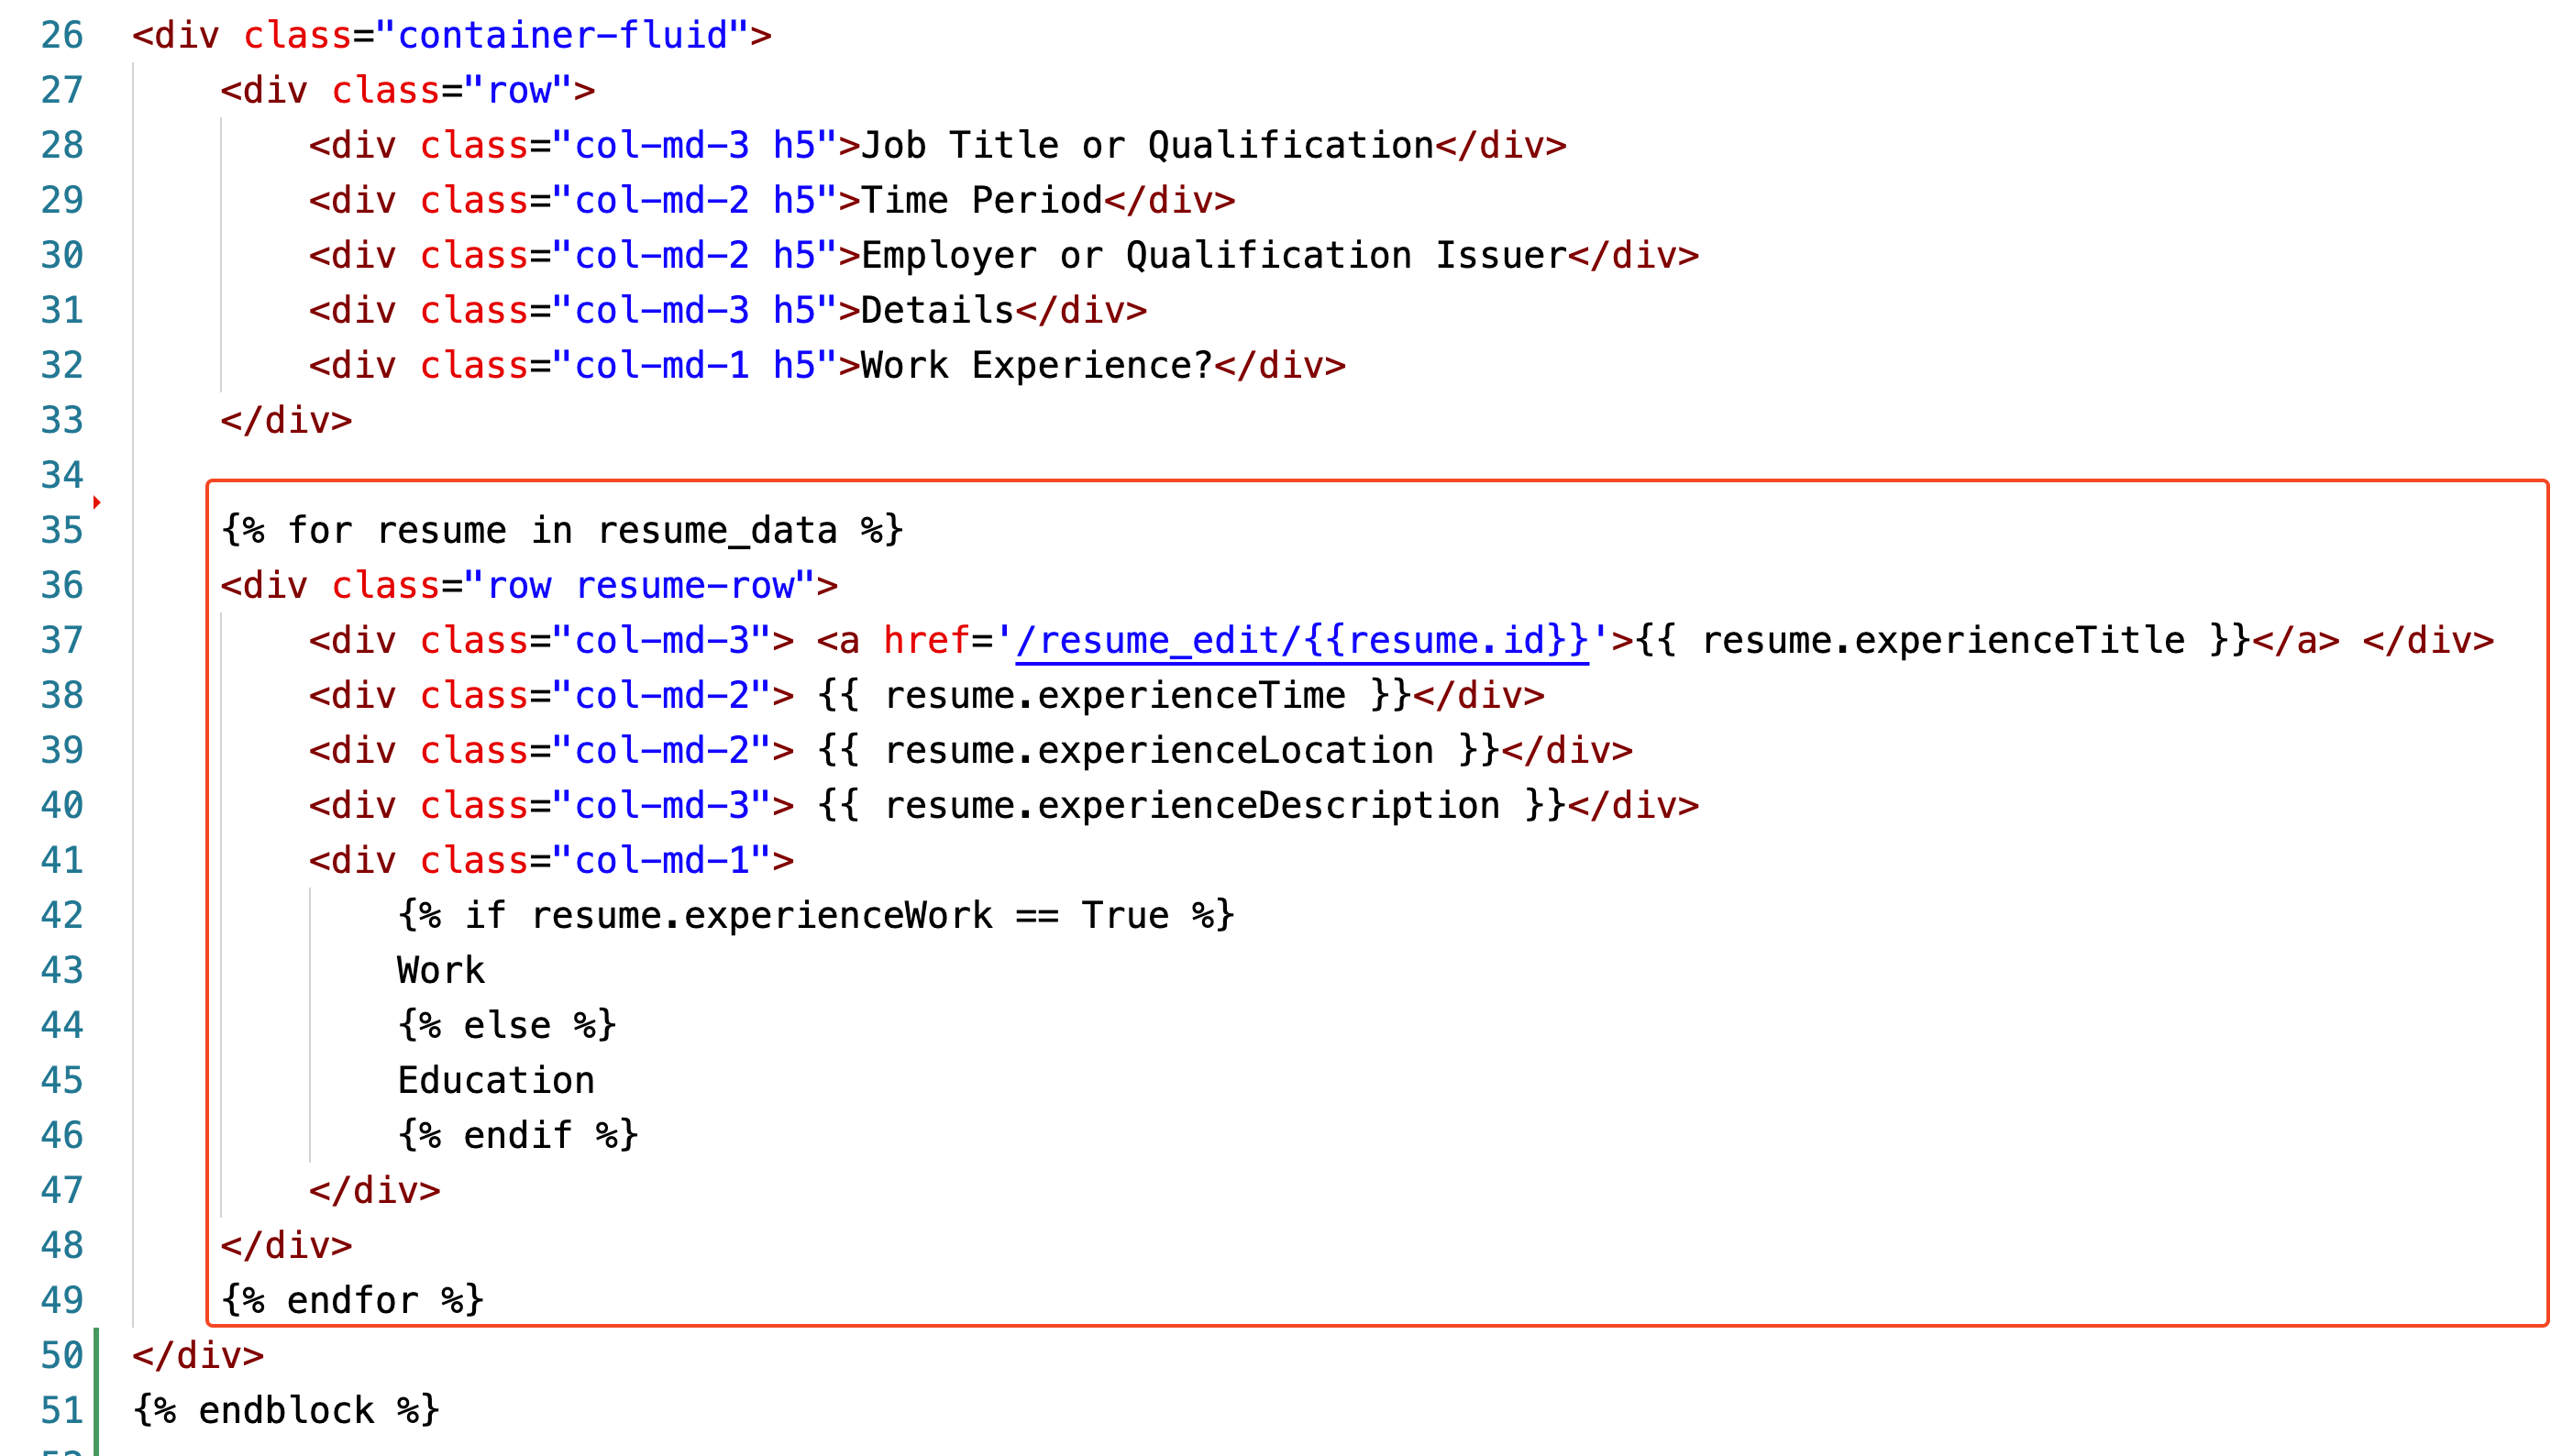 26 <div class="container-fluid">
27 <div class="row">
28 <div class="col-md-3 h5">Job Title or Qualification</div>
29 <div class="col-md-2 h5">Time Period</div>
30 <div class="col-md-2 h5">Employer or Qualification Issuer</div>
31 <div class="col-md-3 h5">Details</div>
32 <div class="col-md-1 h5">Work Experience?</div>
33 </div>
34
35 {% for resume in resume_data %}
36 <div class="row resume-row">
37 <div class="col-md-3"> <a href='/resume_edit/{{resume.id}}'>{{ resume.experienceTitle }}</a> </div>
38 <div class="col-md-2"> {{ resume.experienceTime }}</div>
39 <div class="col-md-2"> {{ resume.experienceLocation }}</div>
40 <div class="col-md-3"> {{ resume.experienceDescription }}</div>
41 <div class="col-md-1">
42 {% if resume.experienceWork == True %}
43 Work
44 {% else %}
45 Education
46 {% endif %}
47 </div>
48 </div>
49 {% endfor %}
50 </div>
51 {% endblock %}